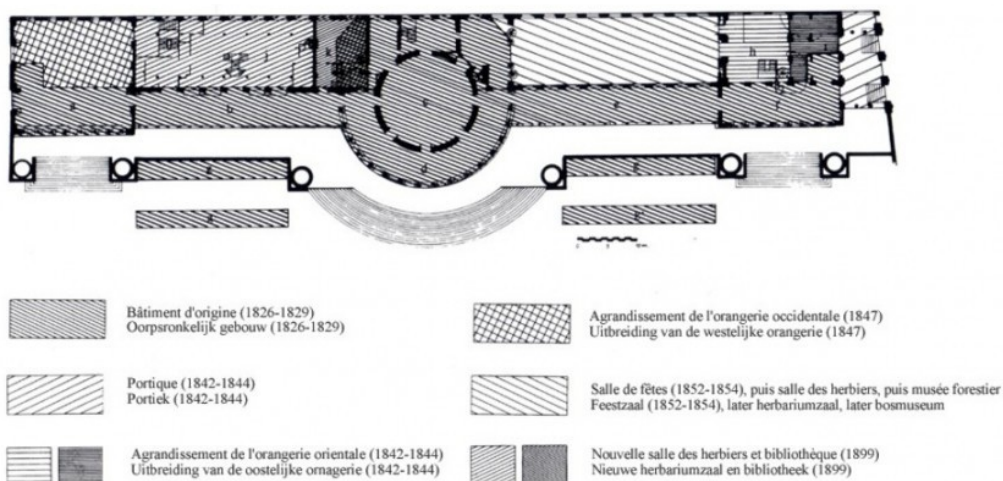 a
b
c
d
e
f
h
k
g
g
Bâtiment d'origine (1826-1829)
Oorpsronkelijk gebouw (1826-1829)
Agrandissement de l'orangerie occidentale (1847)
Uitbreiding van de westelijke orangerie (1847)
Portique (1842-1844)
Portiek (1842-1844)
Salle de fêtes (1852-1854), puis salle des herbiers, puis musée forestier
Feestzaal (1852-1854), later herbariumzaal, later bosmuseum
Agrandissement de l'orangerie orientale (1842-1844)
Uitbreiding van de oostelijke ornagerie (1842-1844)
Nouvelle salle des herbiers et bibliothèque (1899)
Nieuwe herbariumzaal en bibliotheek (1899)